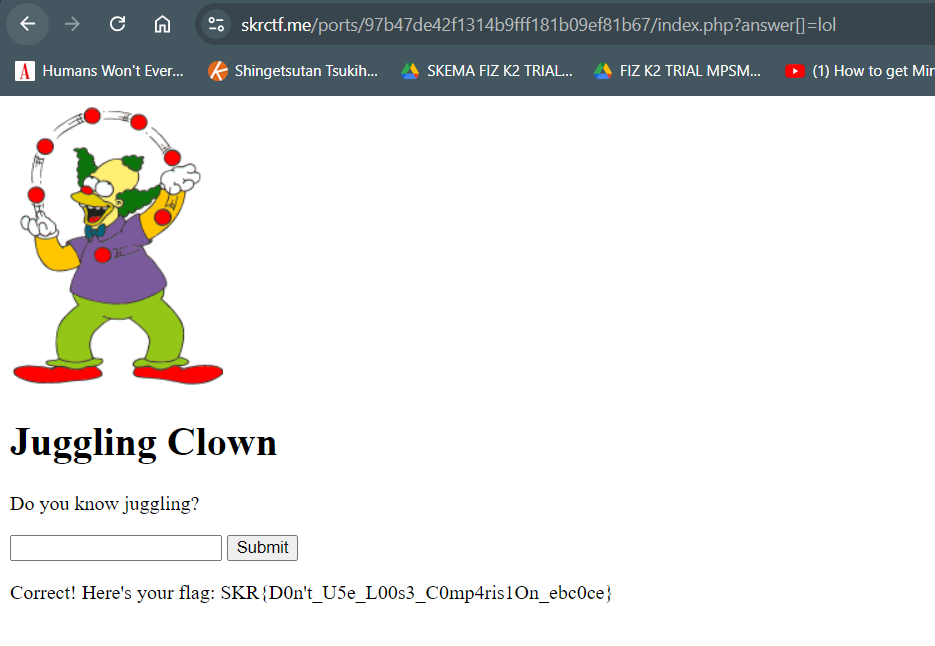 skrctf.me/ports/97b47de42f1314b9fff181b09ef81b67/index.php?answer[]=lol
Humans Won't Ever... Shingetsutan Tsukih... SKEMA FIZ K2 TRIAL... FIZ K2 TRIAL MPSM... (1) How to get Mir
Juggling Clown
Do you know juggling?
Submit
Correct! Here's your flag: SKR{D0n't_U5e_L00s3_C0mp4ris1On_ebc0ce}